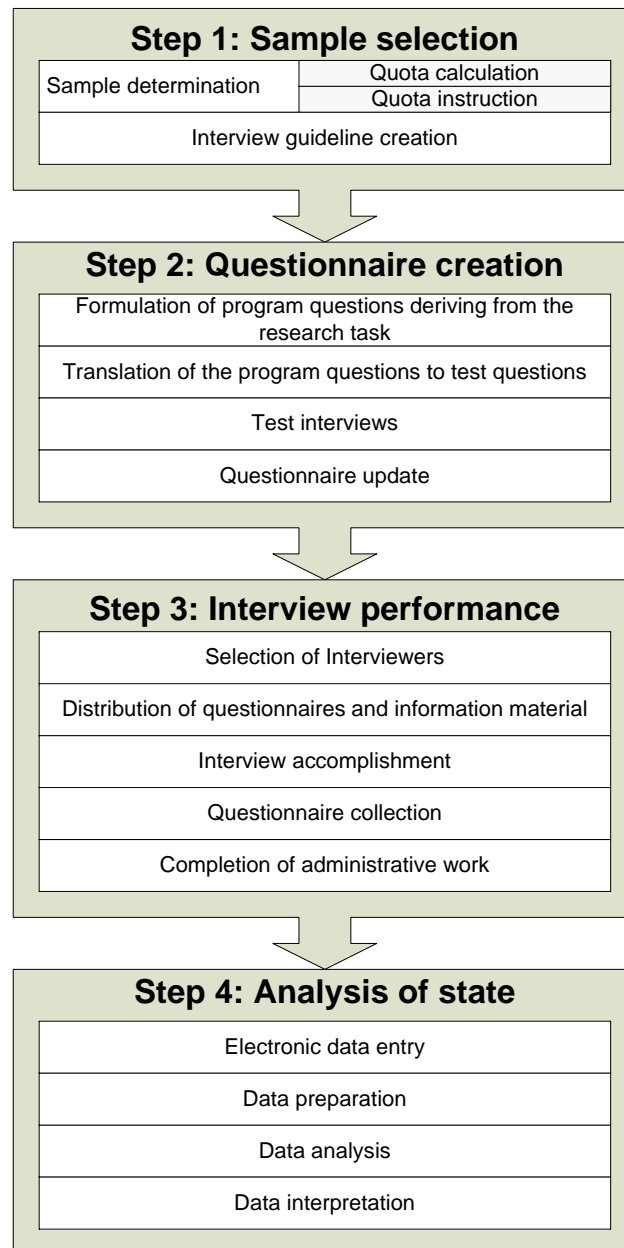 Step 1: Sample selection
Sample determination
Quota calculation
Quota instruction
Interview guideline creation
Step 2: Questionnaire creation
Formulation of program questions deriving from the
research task
Translation of the program questions to test questions
Test interviews
Questionnaire update
Step 3: Interview performance
Selection of Interviewers
Distribution of questionnaires and information material
Interview accomplishment
Questionnaire collection
Completion of administrative work
Step 4: Analysis of state
Electronic data entry
Data preparation
Data analysis
Data interpretation